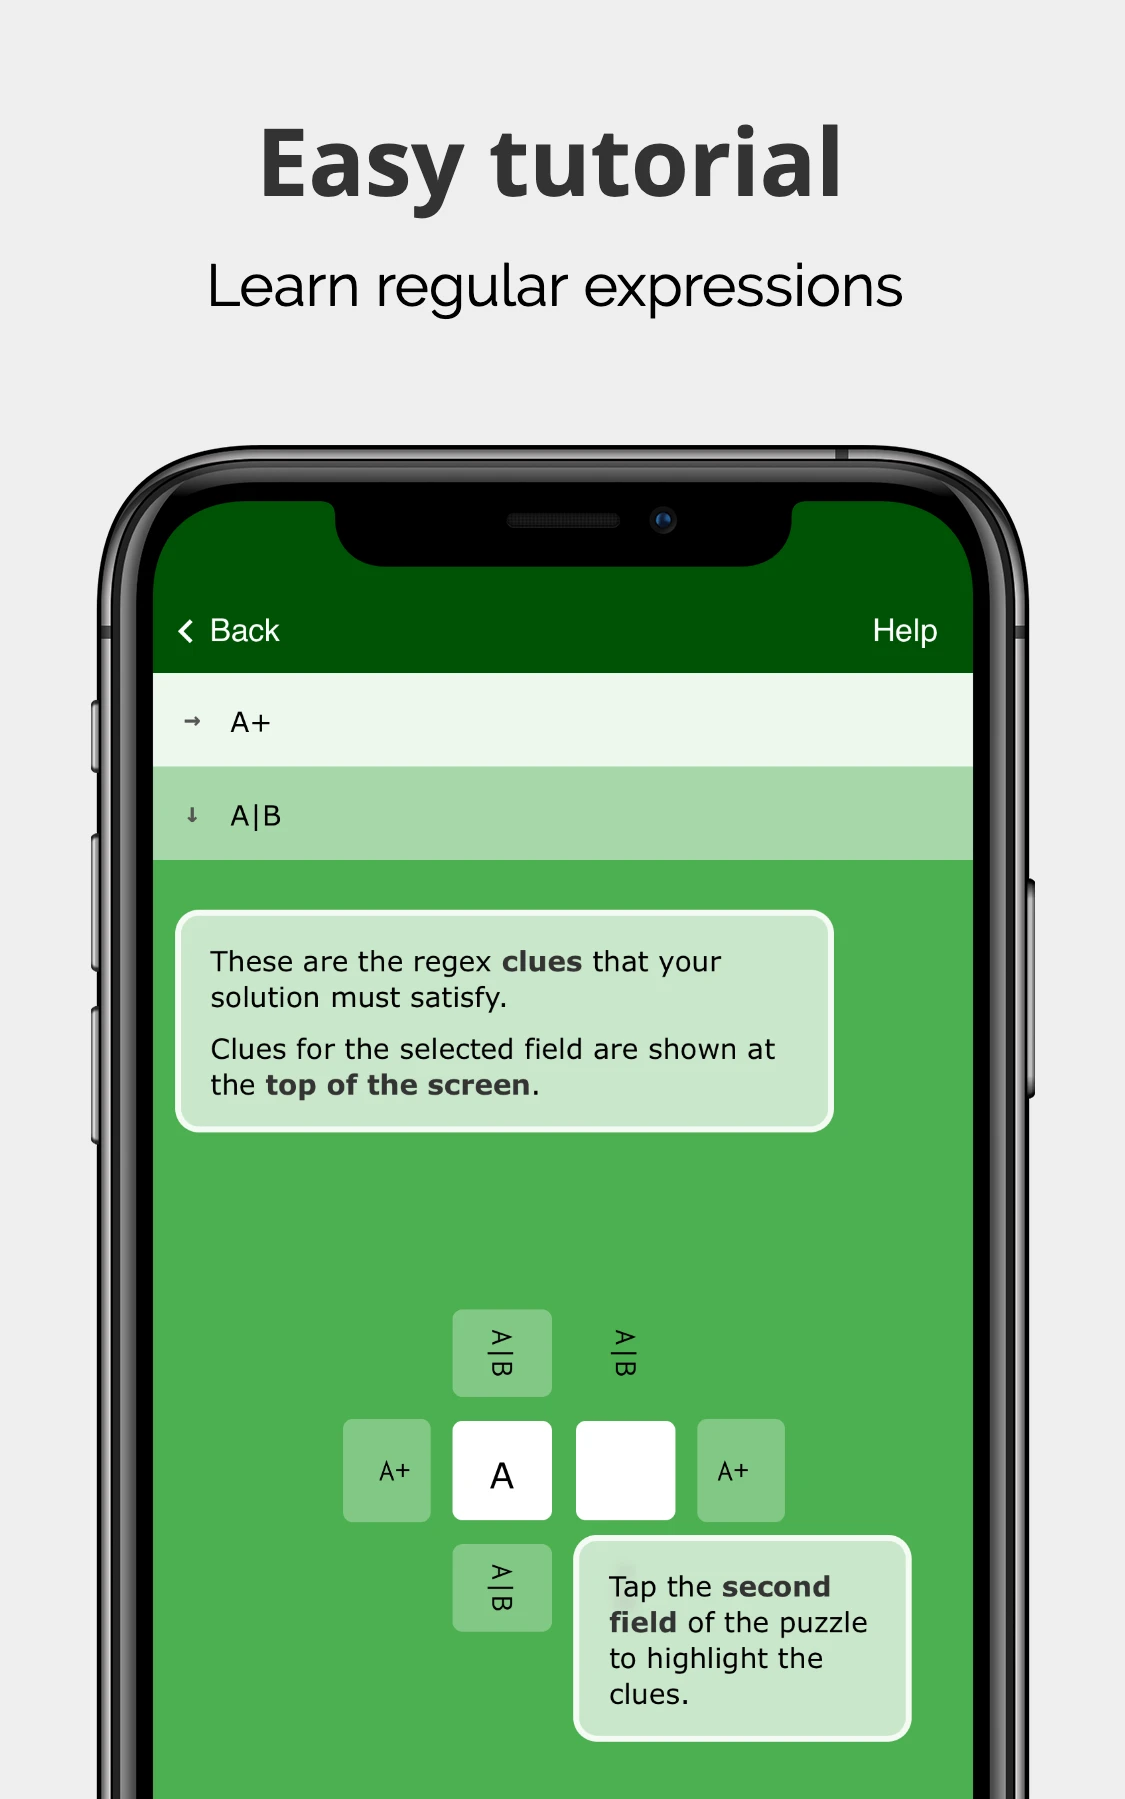 Easy tutorial
Learn regular expressions
Back
Help
→ A+
↓ A|B
These are the regex clues that your
solution must satisfy.
Clues for the selected field are shown at
the top of the screen.
A|B
A|B
A+
A
A+
A|B
Tap the second
field of the puzzle
to highlight the
clues.